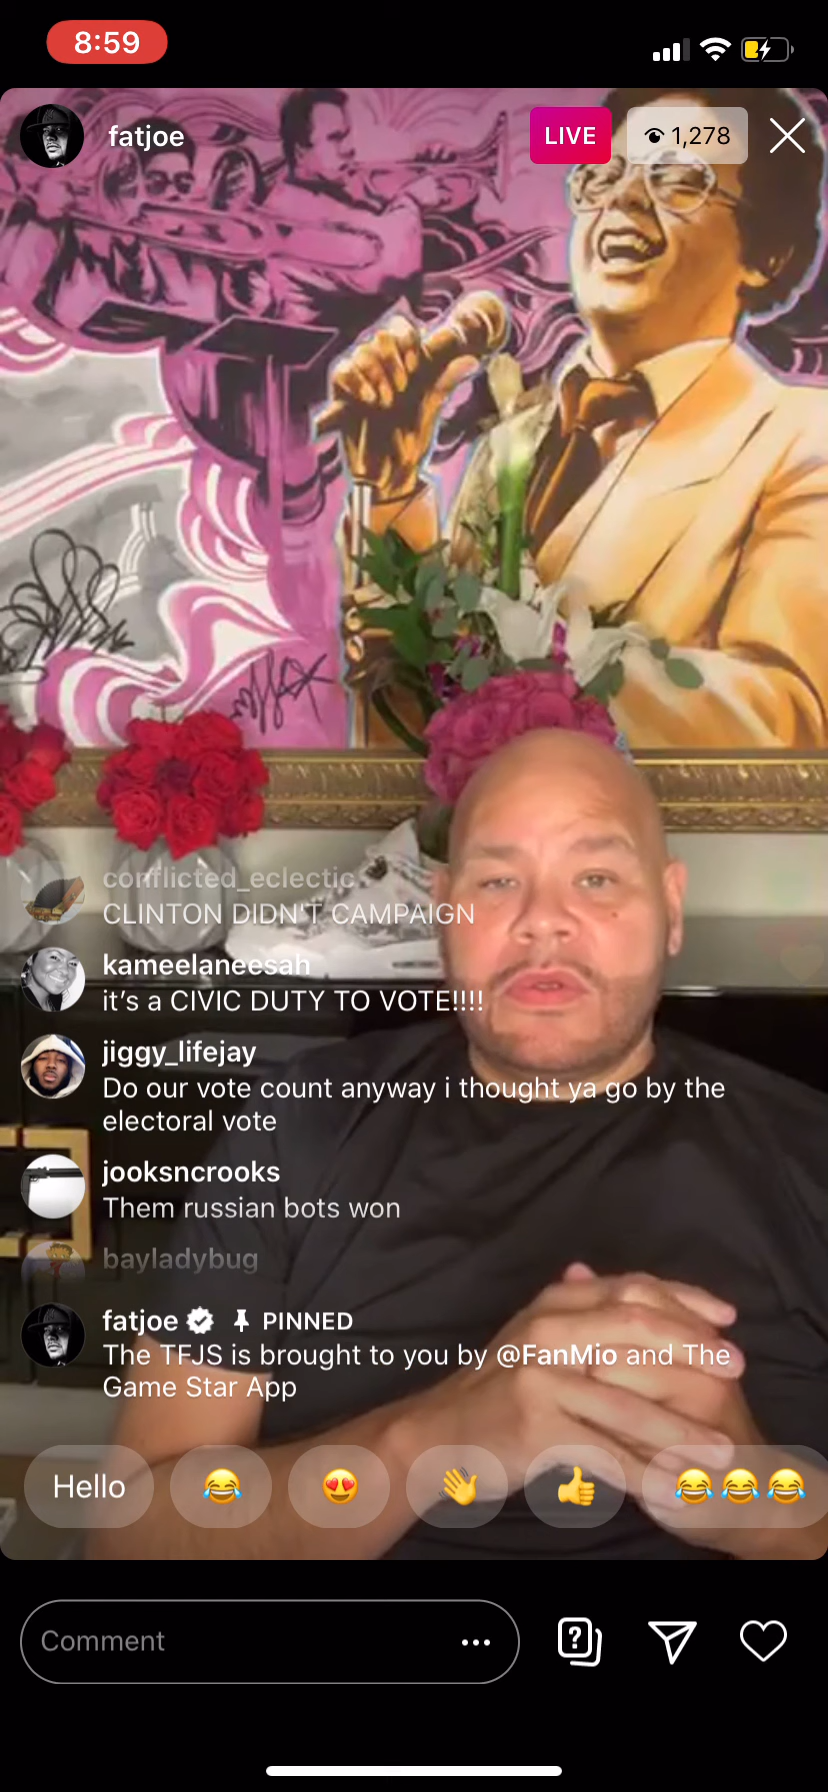 8:59
fatjoe
LIVE
1,278
conflicted_eclectic
CLINTON DIDN'T CAMPAIGN
kameelaneesah
it's a CIVIC DUTY TO VOTE!!!!
jiggy_lifejay
Do our vote count anyway i thought ya go by the
electoral vote
jooksncrooks
Them russian bots won
bayladybug
fatjoe PINNED
The TFJS is brought to you by @FanMio and The
Game Star App
Hello
Comment